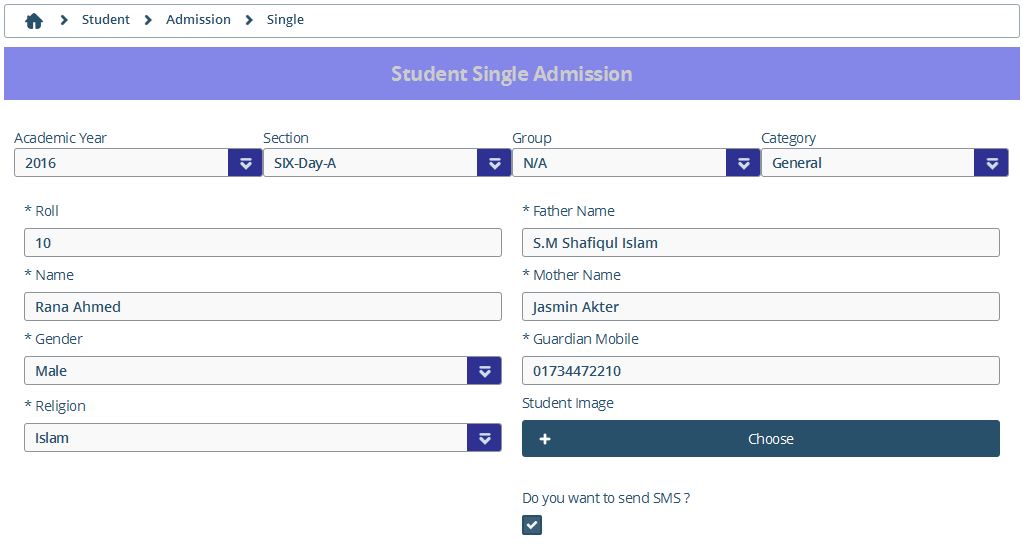 Student Admission Single
Student Single Admission
Academic Year Section Group Category
2016 SIX-Day-A N/A General
* Roll
10
* Name
Rana Ahmed
* Gender
Male
* Religion
Islam
* Father Name
S.M Shafiqul Islam
* Mother Name
Jasmin Akter
* Guardian Mobile
01734472210
Student Image
Choose
Do you want to send SMS ?